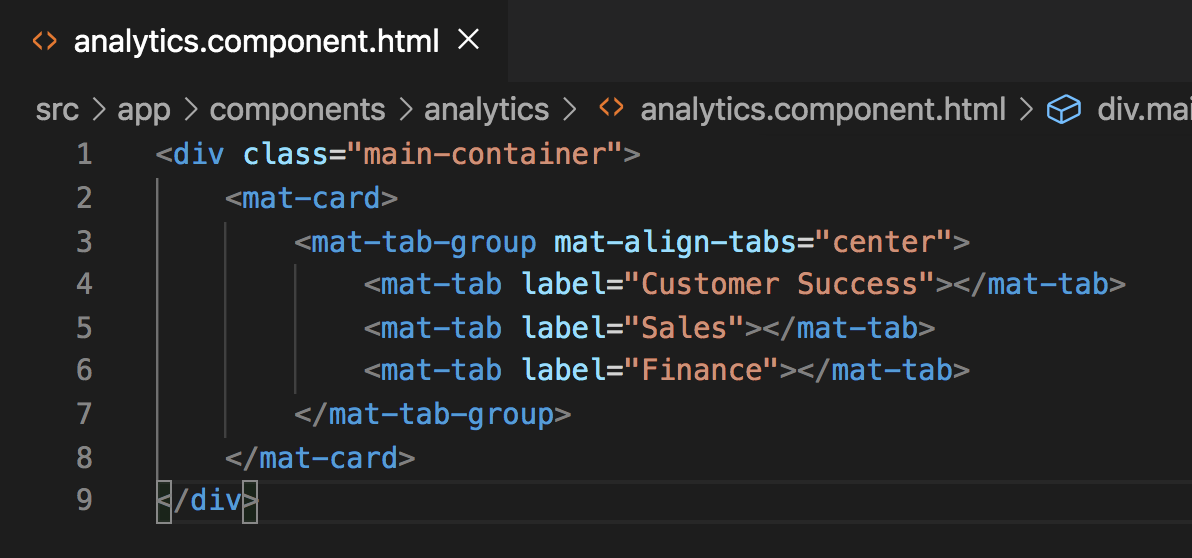 analytics.component.html
src > app > components > analytics > analytics.component.html > div.mai
1 <div class="main-container">
2     <mat-card>
3         <mat-tab-group mat-align-tabs="center">
4             <mat-tab label="Customer Success"></mat-tab>
5             <mat-tab label="Sales"></mat-tab>
6             <mat-tab label="Finance"></mat-tab>
7         </mat-tab-group>
8     </mat-card>
9 </div>